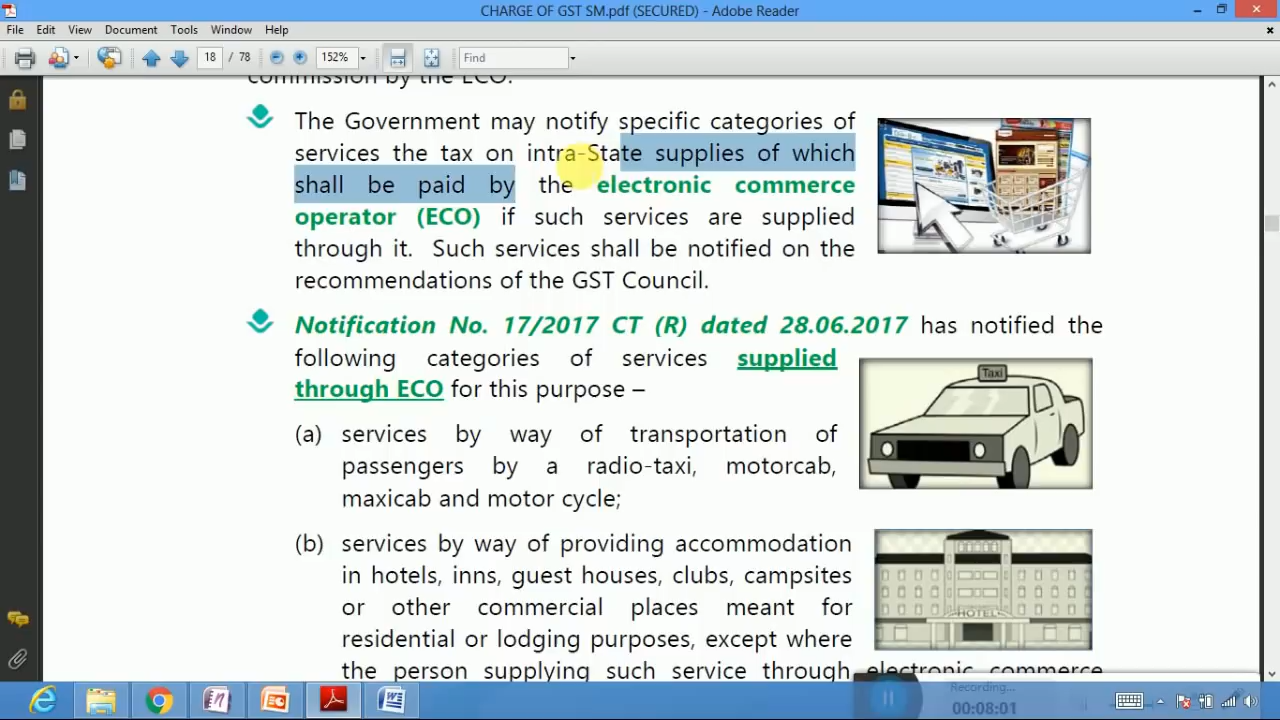 CHARGE OF GST SM.pdf (SECURED) - Adobe Reader
File Edit View Document Tools Window Help
18 / 78 152% Find
commission by the ECO.
The Government may notify specific categories of
services the tax on intra-State supplies of which
shall be paid by the electronic commerce
operator (ECO) if such services are supplied
through it. Such services shall be notified on the
recommendations of the GST Council.
Notification No. 17/2017 CT (R) dated 28.06.2017 has notified the
following categories of services supplied
through ECO for this purpose –
Taxi
(a) services by way of transportation of
passengers by a radio-taxi, motorcab,
maxicab and motor cycle;
(b) services by way of providing accommodation
in hotels, inns, guest houses, clubs, campsites
or other commercial places meant for
residential or lodging purposes, except where
the person supplying such service through electronic commerce
HOTEL
Recording...
00:08:01